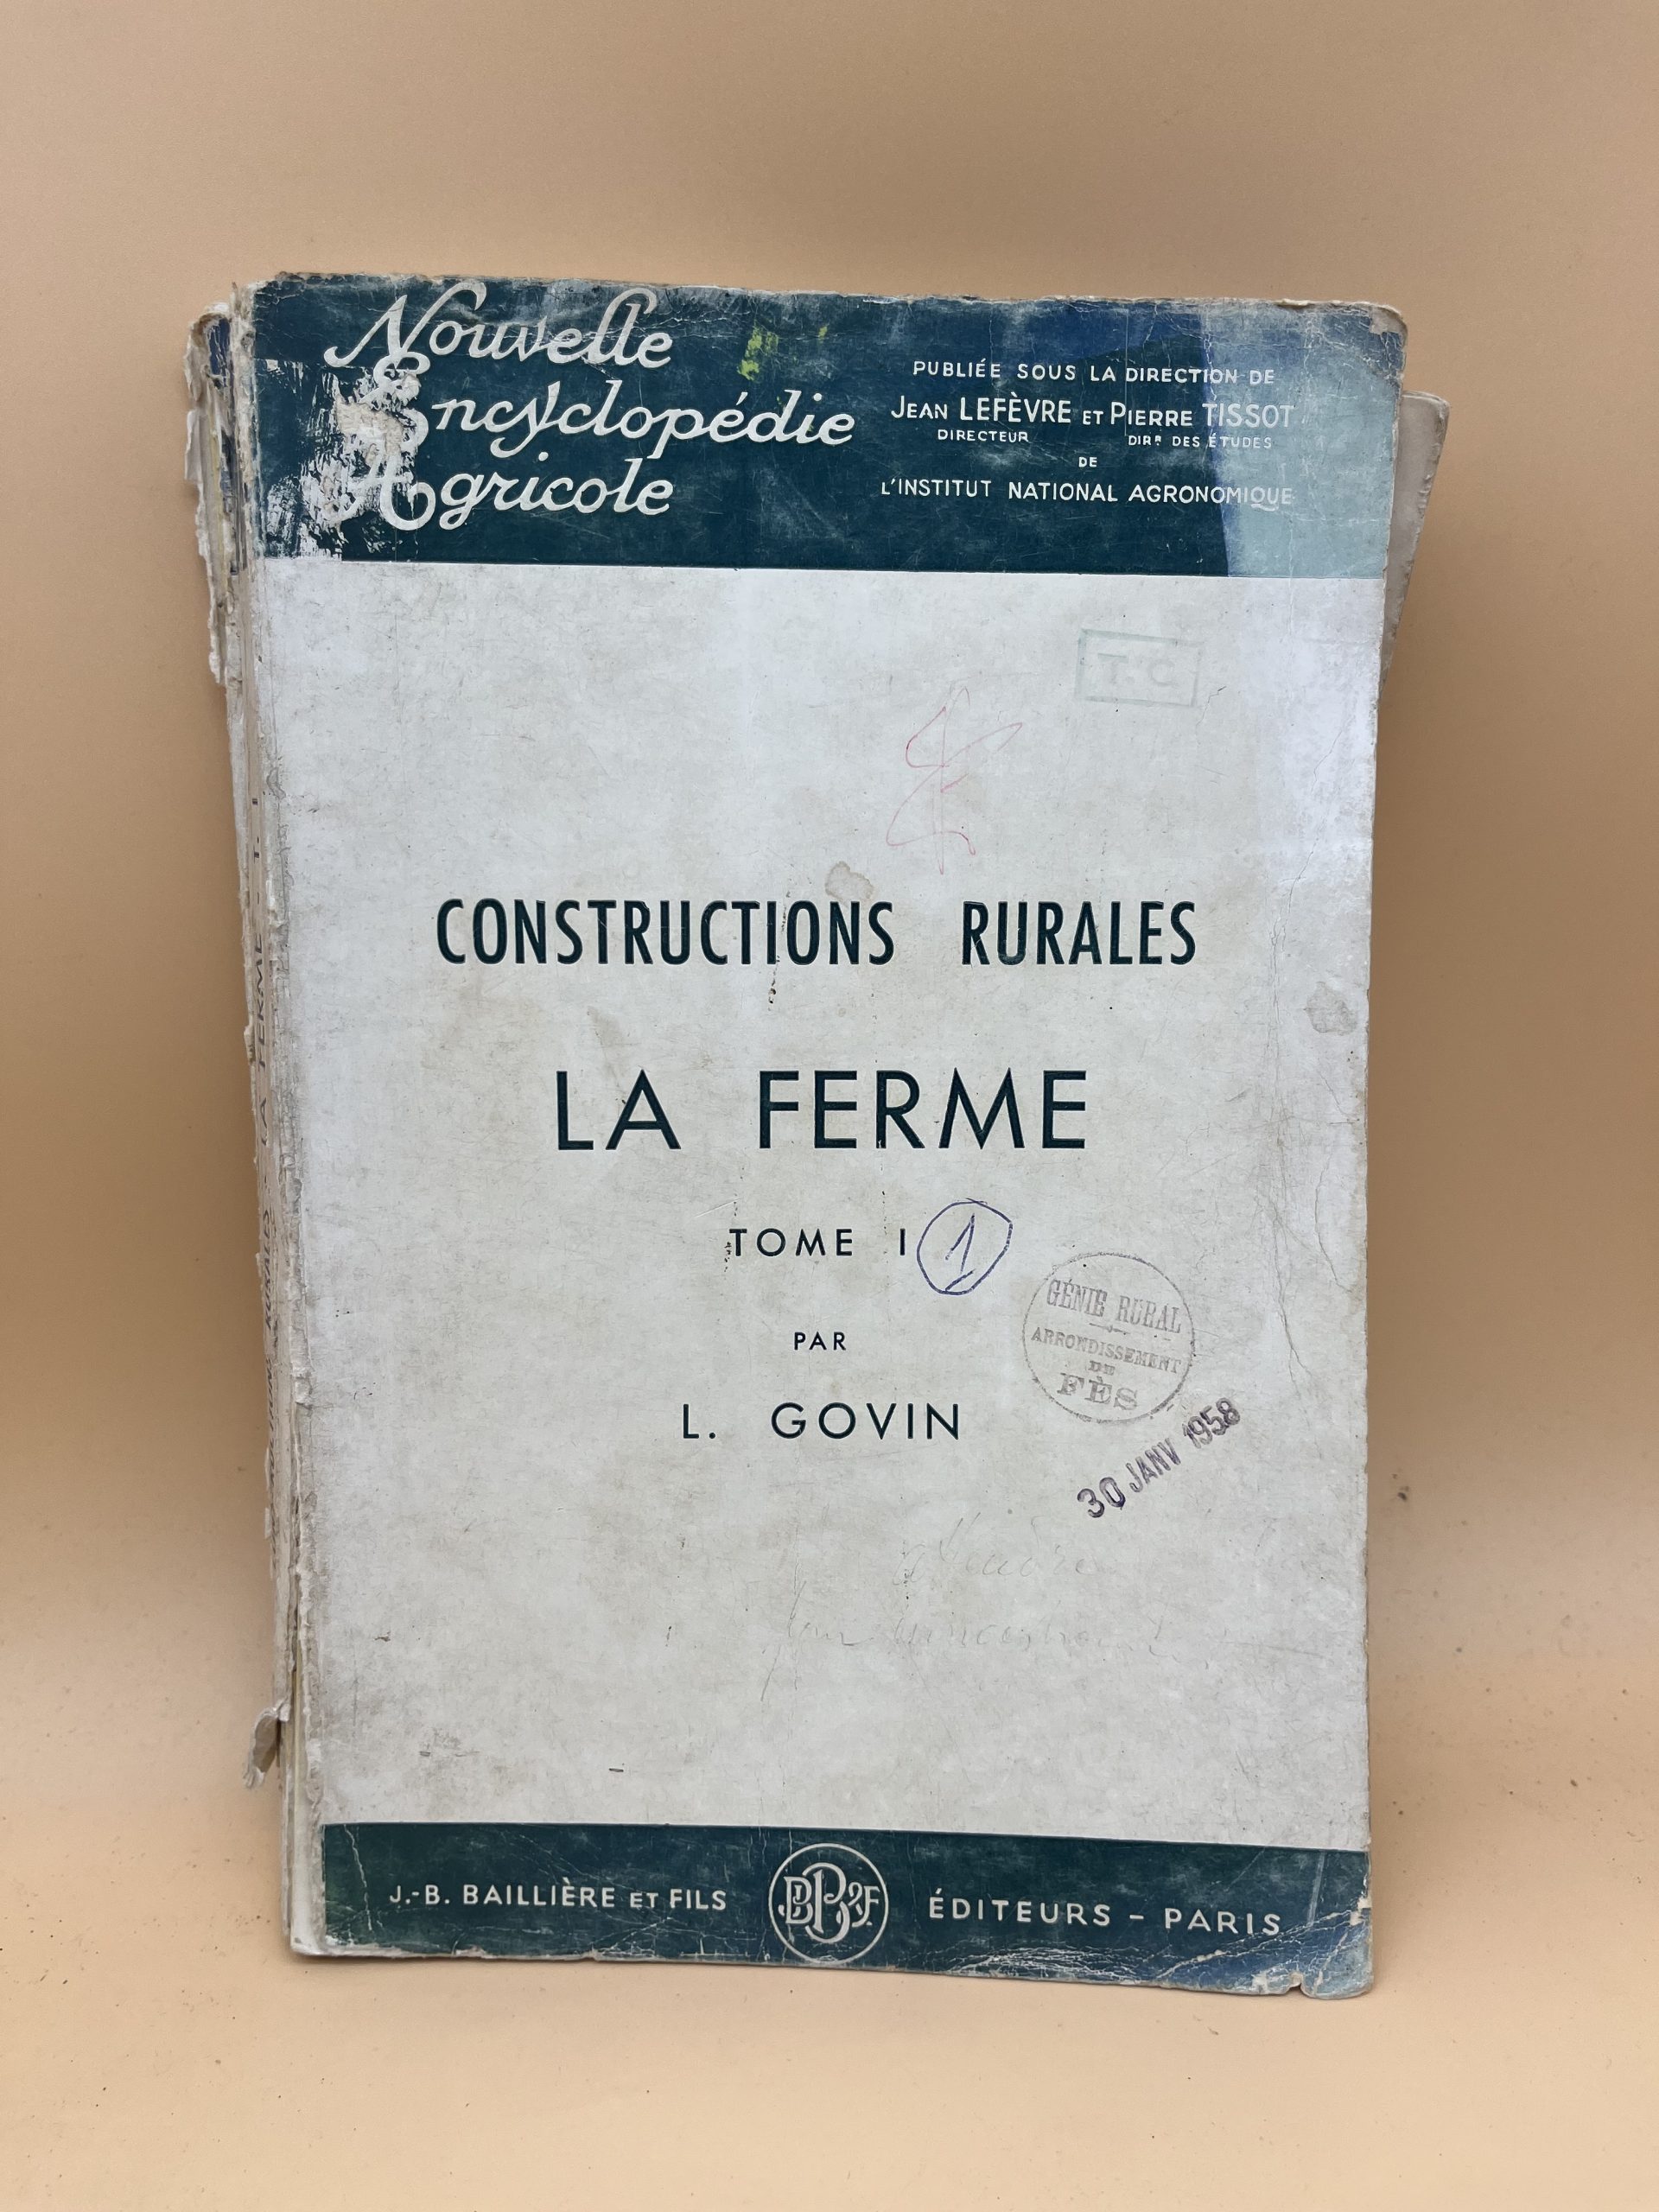 Nouvelle
Encyclopédie
Agricole
PUBLIÉE SOUS LA DIRECTION DE
JEAN LEFÈVRE ET PIERRE TISSOT
DIRECTEUR DIRR DES ÉTUDES
DE
L'INSTITUT NATIONAL AGRONOMIQUE
T.C.
CONSTRUCTIONS RURALES
LA FERME
TOME I 1
PAR
L. GOVIN
GÉNIE RURAL
ARRONDISSEMENT
DE
FÈS
30 JANV 1958
J.-B. BAILLIÈRE ET FILS
ÉDITEURS - PARIS
LA FERME T. I